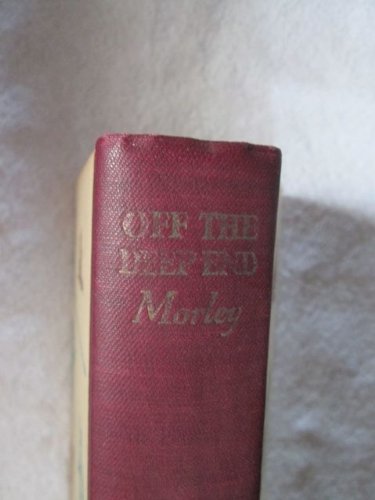 OFF THE
DEEP END
Morley